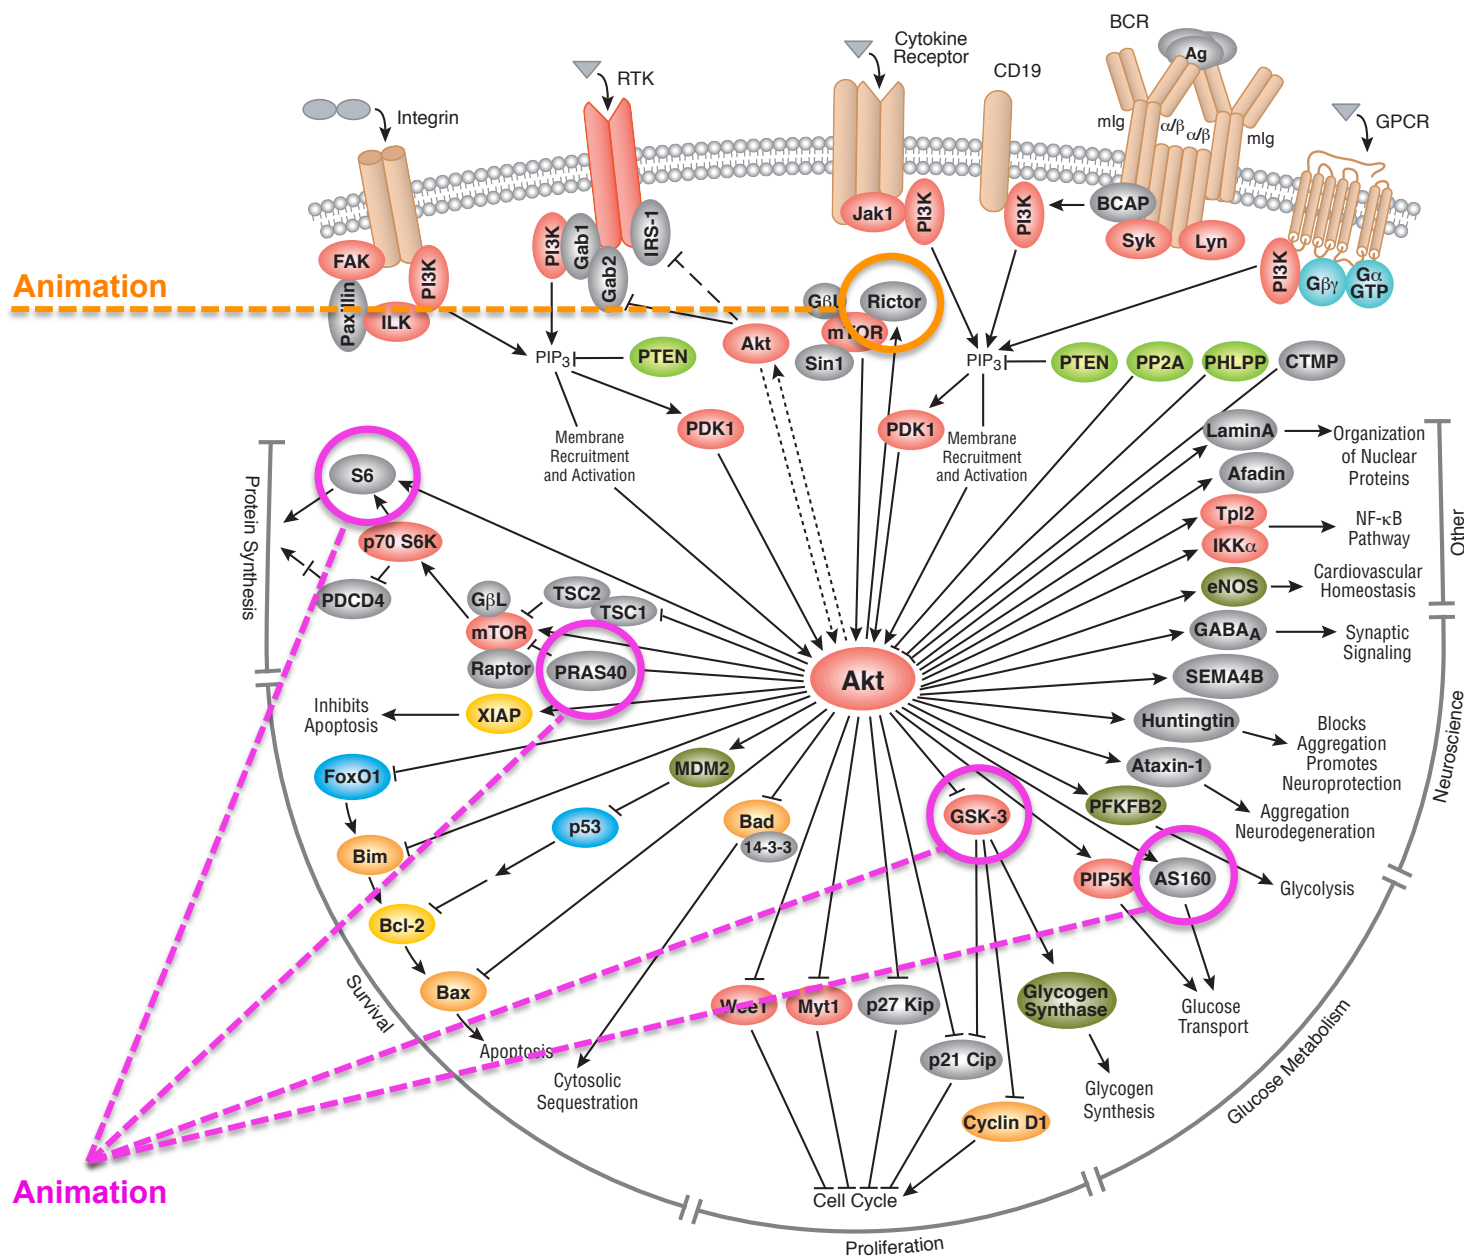 BCR
Ag
Cytokine
Receptor
CD19
RTK
Integrin
mIg
α/β
α/β
mIg
GPCR
Jak1
PI3K
PI3K
BCAP
Syk
Lyn
PI3K
Gβγ
Gα
GTP
FAK
PI3K
Paxillin
ILK
PI3K
Gab1
Gab2
IRS-1
Animation
GβL
Rictor
mTOR
Sin1
Akt
PIP3
PTEN
PIP3
PTEN
PP2A
PHLPP
CTMP
PDK1
PDK1
Membrane
Recruitment
and Activation
Membrane
Recruitment
and Activation
LaminA
Organization
of Nuclear
Proteins
Afadin
Tpl2
IKKα
NF-κB
Pathway
Other
eNOS
Cardiovascular
Homeostasis
GABAA
Synaptic
Signaling
SEMA4B
Huntingtin
Blocks
Aggregation
Promotes
Neuroprotection
Neuroscience
Ataxin-1
Aggregation
Neurodegeneration
S6
Protein Synthesis
p70 S6K
PDCD4
GβL
mTOR
Raptor
TSC2
TSC1
PRAS40
Akt
Inhibits
Apoptosis
XIAP
FoxO1
MDM2
p53
Bim
Bad
14-3-3
GSK-3
PFKFB2
PIP5K
AS160
Glycolysis
Bcl-2
Bax
Survival
Apoptosis
Cytosolic
Sequestration
Wee1
Myt1
p27 Kip
p21 Cip
Glycogen
Synthase
Glucose
Transport
Glucose Metabolism
Glycogen
Synthesis
Cyclin D1
Animation
Cell Cycle
Proliferation